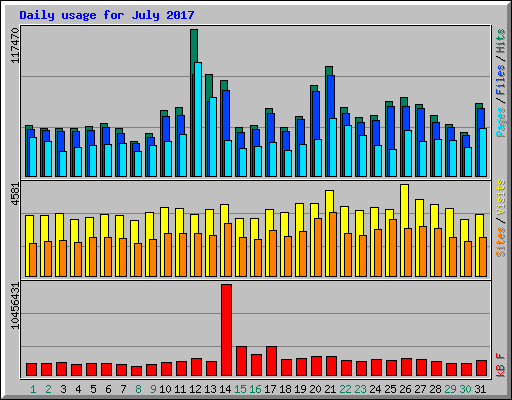 Daily usage for July 2017
117470
Pages / Files / Hits
4581
Sites / Visits
10456431
kB F
1 2 3 4 5 6 7 8 9 10 11 12 13 14 15 16 17 18 19 20 21 22 23 24 25 26 27 28 29 30 31